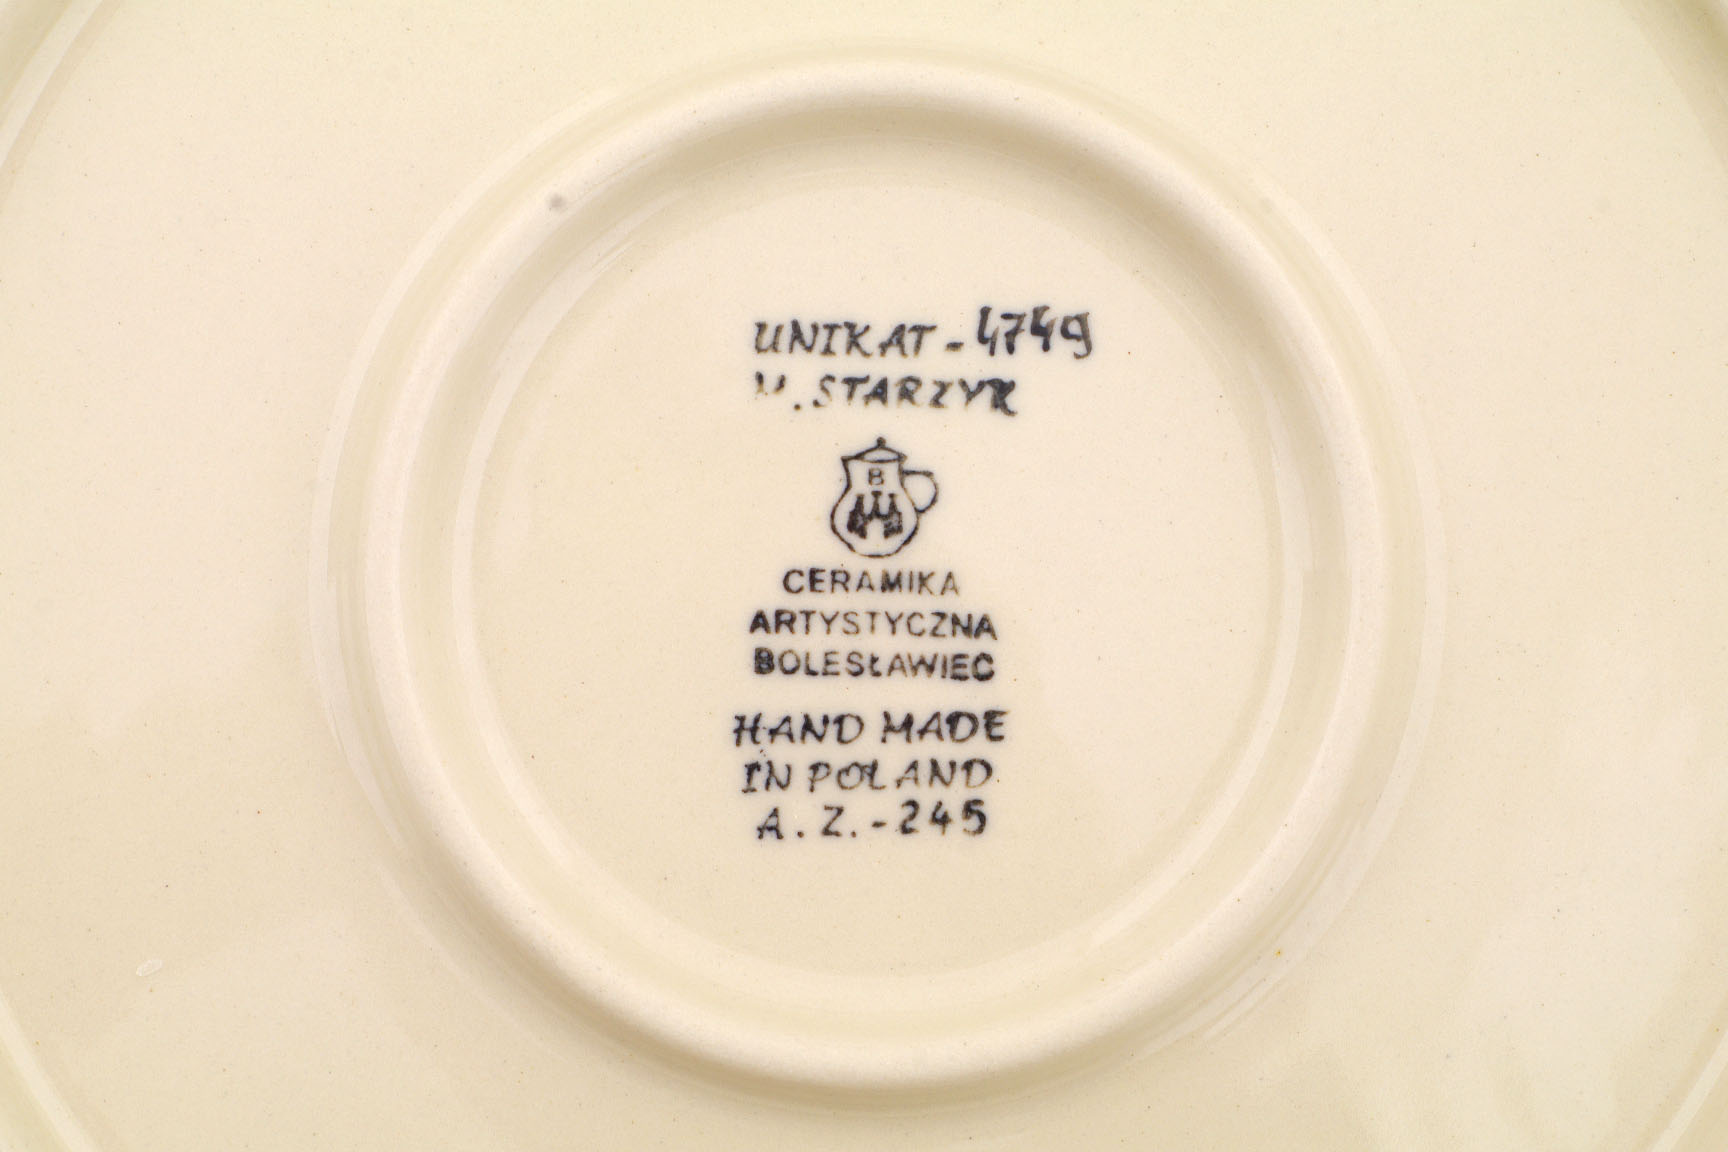 UNIKAT - 4749
M. STARZYK
B
CERAMIKA
ARTYSTYCZNA
BOLESŁAWIEC
HAND MADE
IN POLAND
A. Z. - 245